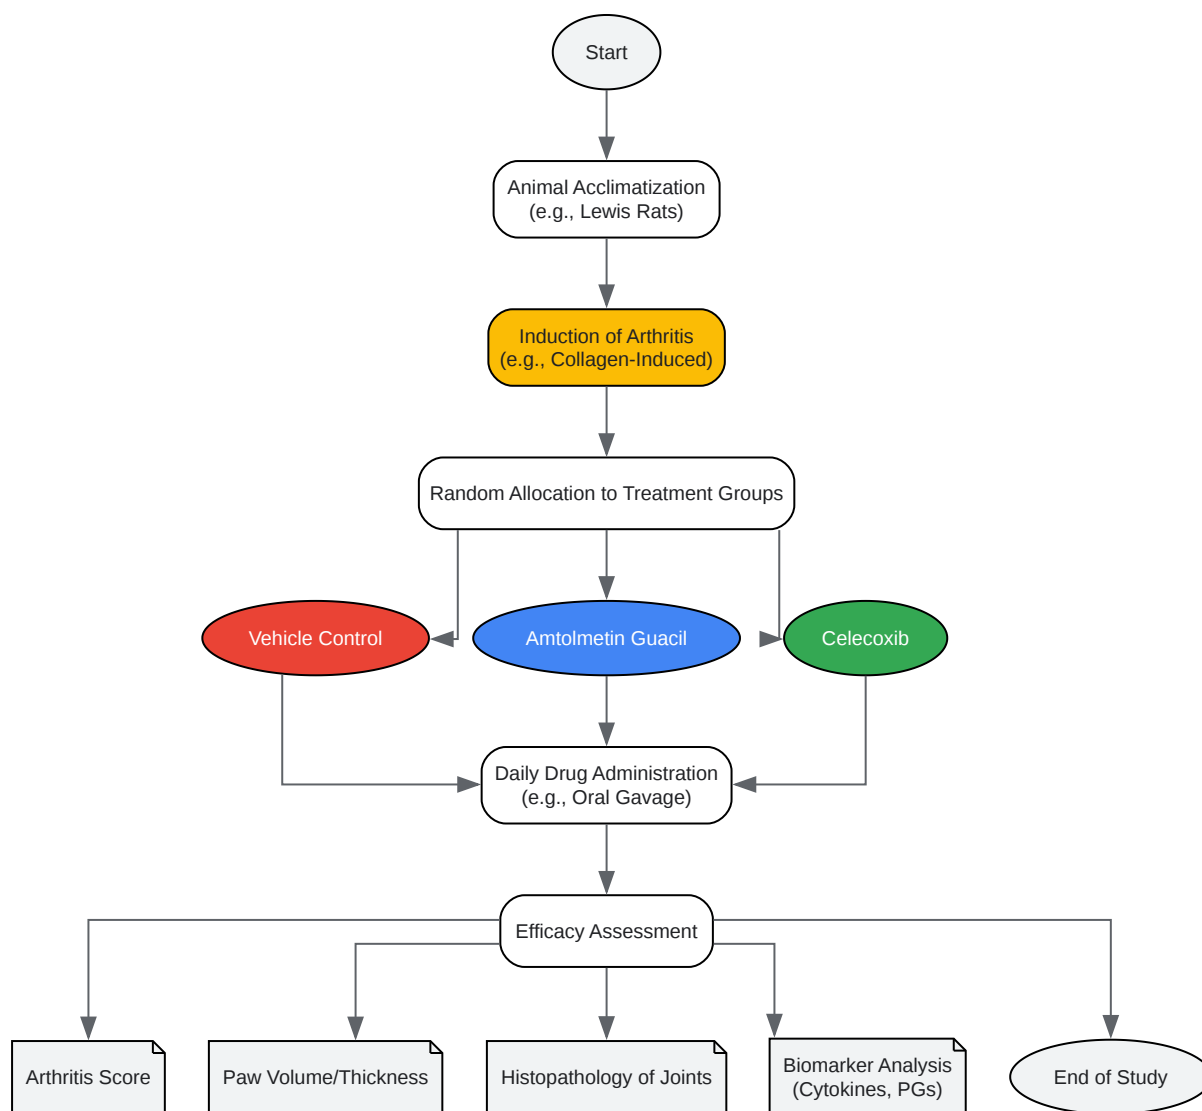 Start
Animal Acclimatization
(e.g., Lewis Rats)
Induction of Arthritis
(e.g., Collagen-Induced)
Random Allocation to Treatment Groups
Vehicle Control
Amtolmetin Guacil
Celecoxib
Daily Drug Administration
(e.g., Oral Gavage)
Efficacy Assessment
Arthritis Score
Paw Volume/Thickness
Histopathology of Joints
Biomarker Analysis
(Cytokines, PGs)
End of Study